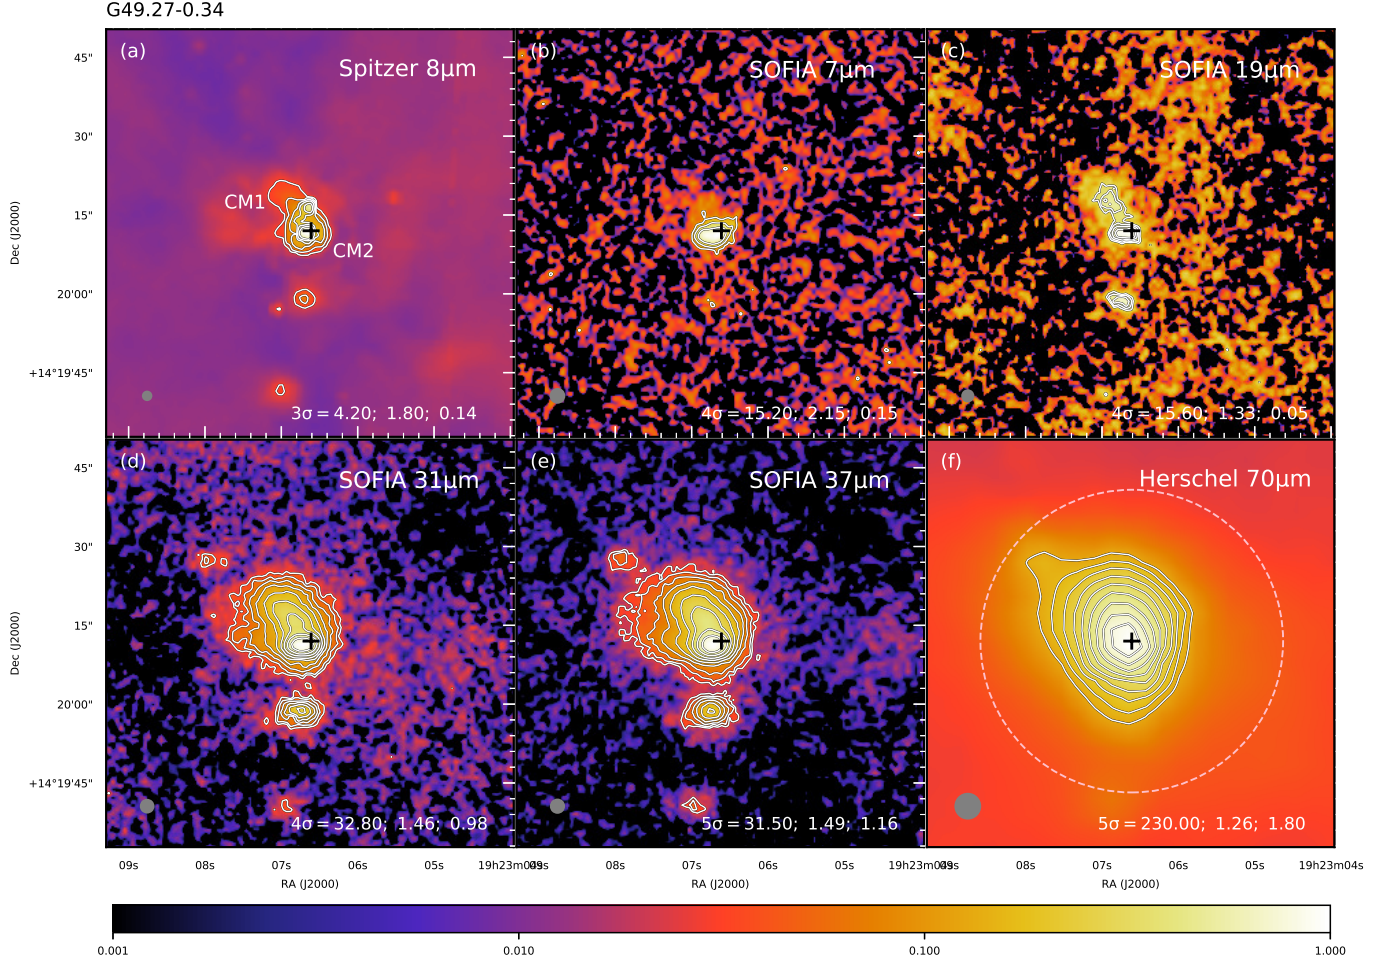 G49.27-0.34
(a)
Spitzer 8μm
CM1
CM2
3σ = 4.20; 1.80; 0.14
(b)
SOFIA 7μm
4σ = 15.20; 2.15; 0.15
(c)
SOFIA 19μm
4σ = 15.60; 1.33; 0.05
45"
30"
15"
20'00"
+14°19'45"
Dec (J2000)
(d)
SOFIA 31μm
4σ = 32.80; 1.46; 0.98
(e)
SOFIA 37μm
5σ = 31.50; 1.49; 1.16
(f)
Herschel 70μm
5σ = 230.00; 1.26; 1.80
45"
30"
15"
20'00"
+14°19'45"
Dec (J2000)
09s 08s 07s 06s 05s 19h23m04s
09s 08s 07s 06s 05s 19h23m04s
09s 08s 07s 06s 05s 19h23m04s
RA (J2000) RA (J2000) RA (J2000)
0.001 0.010 0.100 1.000